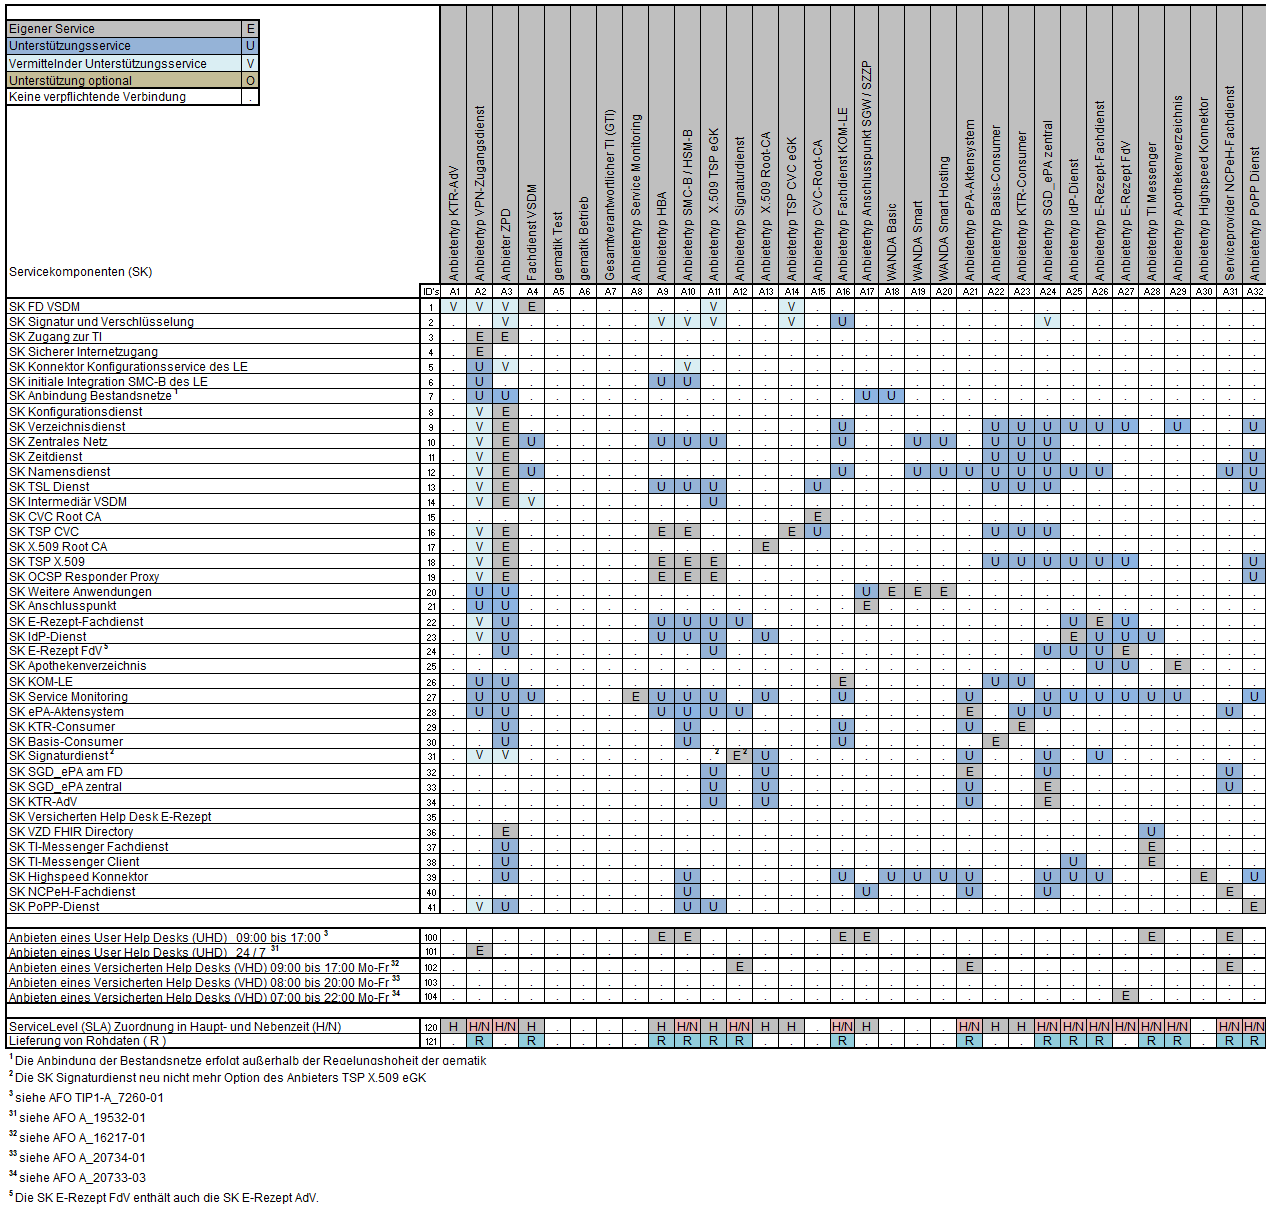 Eigener Service E
Unterstützungsservice U
Vermittelnder Unterstützungsservice V
Unterstützung optional O
Keine verpflichtende Verbindung .
Anbietertyp KTR-AdV
Anbietertyp VPN-Zugangsdienst
Anbieter ZPD
Fachdienst VSDM
gematik Test
gematik Betrieb
Gesamtverantwortlicher TI (GTI)
Anbietertyp Service Monitoring
Anbietertyp HBA
Anbietertyp SMC-B / HSM-B
Anbietertyp X.509 TSP eGK
Anbietertyp Signaturdienst
Anbietertyp X.509 Root-CA
Anbietertyp TSP CVC eGK
Anbietertyp CVC-Root-CA
Anbietertyp Fachdienst KOM-LE
Anbietertyp Anschlusspunkt SGW / SZZP
WANDA Basic
WANDA Smart
WANDA Smart Hosting
Anbietertyp ePA-Aktensystem
Anbietertyp Basis-Consumer
Anbietertyp KTR-Consumer
Anbietertyp SGD_ePA zentral
Anbietertyp IdP-Dienst
Anbietertyp E-Rezept-Fachdienst
Anbietertyp E-Rezept FdV
Anbietertyp TI Messenger
Anbietertyp Apothekenverzeichnis
Anbietertyp Highspeed Konnektor
Serviceprovider NCPeH-Fachdienst
Anbietertyp PoPP Dienst
Servicekomponenten (SK)
ID's A1 A2 A3 A4 A5 A6 A7 A8 A9 A10 A11 A12 A13 A14 A15 A16 A17 A18 A19 A20 A21 A22 A23 A24 A25 A26 A27 A28 A29 A30 A31 A32
SK FD VSDM 1 V V V E . . . . . . V . . V . . . . . . . . . . . . . . . . . .
SK Signatur und Verschlüsselung 2 . . V . . . . . V V V . . V . U . . . . . . . V . . . . . . . .
SK Zugang zur TI 3 . E E . . . . . . . . . . . . . . . . . . . . . . . . . . . . .
SK Sicherer Internetzugang 4 . E . . . . . . . . . . . . . . . . . . . . . . . . . . . . . .
SK Konnektor Konfigurationsservice des LE 5 . U V . . . . . . V . . . . . . . . . . . . . . . . . . . . . .
SK initiale Integration SMC-B des LE 6 . U . . . . . . U U . . . . . . . . . . . . . . . . . . . . . .
SK Anbindung Bestandsnetze 1 7 . U U . . . . . . . . . . . . . U U . . . . . . . . . . . . . .
SK Konfigurationsdienst 8 . V E . . . . . . . . . . . . . . . . . . . . . . . . . . . . .
SK Verzeichnisdienst 9 . V E . . . . . . . . . . . . U . . . . . U U U U U U . U . . U
SK Zentrales Netz 10 . V E U . . . . U U U . . . . U . . U U . U U U . . . . . . . .
SK Zeitdienst 11 . V E . . . . . . . . . . . . . . . . . . U U U . . . . . . . U
SK Namensdienst 12 . V E U . . . . . . . . . . . U . . U U U U U U U U . . . . U U
SK TSL Dienst 13 . V E . . . . . U U U . . . U . . . . . . U U U . . . . . . . U
SK Intermediär VSDM 14 . V E V . . . . . . U . . . . . . . . . . . . . . . . . . . . .
SK CVC Root CA 15 . . . . . . . . . . . . . . E . . . . . . . . . . . . . . . . .
SK TSP CVC 16 . V E . . . . . E E . . . E U . . . . . . U U U . . . . . . . .
SK X.509 Root CA 17 . V E . . . . . . . . . E . . . . . . . . . . . . . . . . . . .
SK TSP X.509 18 . V E . . . . . E E E . . . . . . . . . . U U U U U U . . . . U
SK OCSP Responder Proxy 19 . V E . . . . . E E E . . . . . . . . . . . . . . . . . . . . U
SK Weitere Anwendungen 20 . U U . . . . . . . . . . . . . U E E E . . . . . . . . . . . .
SK Anschlusspunkt 21 . U U . . . . . . . . . . . . . E . . . . . . . . . . . . . . .
SK E-Rezept-Fachdienst 22 . V U . . . . . U U U U . . . . . . . . . . . . U E U . . . . .
SK IdP-Dienst 23 . V U . . . . . U U U . U . . . . . . . . . . . E U U U . . . .
SK E-Rezept FdV 5 24 . . U . . . . . . . U . . . . . . . . . . . . U U U E . . . . .
SK Apothekenverzeichnis 25 . . . . . . . . . . . . . . . . . . . . . . . . . U U . E . . .
SK KOM-LE 26 . U U . . . . . . . . . . . . E . . . . . U U . . . . . . . . .
SK Service Monitoring 27 . U U U . . . E U U U . U . . U . . . . U . . U U U U U U . . U
SK ePA-Aktensystem 28 . U U . . . . . U U U U . . . . . . . . E . U U . . . . . . U .
SK KTR-Consumer 29 . . U . . . . . . U . . . . . U . . . . U . E . . . . . . . . .
SK Basis-Consumer 30 . . U . . . . . . U . . . . . U . . . . . E . . . . . . . . . .
SK Signaturdienst 2 31 . V V . . . . . . . 2 E 2 U . . . . . . . U . . U . U . . . . . .
SK SGD_ePA am FD 32 . . . . . . . . . . U . U . . . . . . . E . . U . . . . . . U .
SK SGD_ePA zentral 33 . . . . . . . . . . U . U . . . . . . . U . . E . . . . . . U .
SK KTR-AdV 34 . . . . . . . . . . U . U . . . . . . . U . . E . . . . . . . .
SK Versicherten Help Desk E-Rezept 35 . . . . . . . . . . . . . . . . . . . . . . . . . . . . . . . .
SK VZD FHIR Directory 36 . . E . . . . . . . . . . . . . . . . . . . . . . . . U . . . .
SK TI-Messenger Fachdienst 37 . . U . . . . . . . . . . . . . . . . . . . . . . . . E . . . .
SK TI-Messenger Client 38 . . U . . . . . . . . . . . . . . . . . . . . . U . . E . . . .
SK Highspeed Konnektor 39 . . U . . . . . . U . . . . . U . U U U U . . U U U . . . E . U
SK NCPeH-Fachdienst 40 . . . . . . . . . U . . . . . . U . . . U . . U . . . . . . E .
SK PoPP-Dienst 41 . V U . . . . . . U U . . . . . . . . . . . . . . . . . . . . E
Anbieten eines User Help Desks (UHD) 09:00 bis 17:00 3 100 . . . . . . . . E E . . . . . E E . . . . . . . . . . E . . E .
Anbieten eines User Help Desks (UHD) 24 / 7 31 101 . E . . . . . . . . . . . . . . . . . . . . . . . . . . . . . .
Anbieten eines Versicherten Help Desks (VHD) 09:00 bis 17:00 Mo-Fr 32 102 . . . . . . . . . . . E . . . . . . . . E . . . . . . . . . E .
Anbieten eines Versicherten Help Desks (VHD) 08:00 bis 20:00 Mo-Fr 33 103 . . . . . . . . . . . . . . . . . . . . . . . . . . . . . . . .
Anbieten eines Versicherten Help Desks (VHD) 07:00 bis 22:00 Mo-Fr 34 104 . . . . . . . . . . . . . . . . . . . . . . . . . . E . . . . .
ServiceLevel (SLA) Zuordnung in Haupt- und Nebenzeit (H/N) 120 H H/N H/N H . . . . H H/N H H/N H H . H/N H . . . H/N H H H/N H/N H/N H/N H/N H/N . H/N H/N
Lieferung von Rohdaten ( R ) 121 . R . R . . . . R R R R . . . R . . . . R . . R R R . R R . R R
1 Die Anbindung der Bestandsnetze erfolgt außerhalb der Regelungshoheit der gematik
2 Die SK Signaturdienst neu nicht mehr Option des Anbieters TSP X.509 eGK
3 siehe AFO TIP1-A_7260-01
31 siehe AFO A_19532-01
32 siehe AFO A_16217-01
33 siehe AFO A_20734-01
34 siehe AFO A_20733-03
5 Die SK E-Rezept FdV enthält auch die SK E-Rezept AdV.